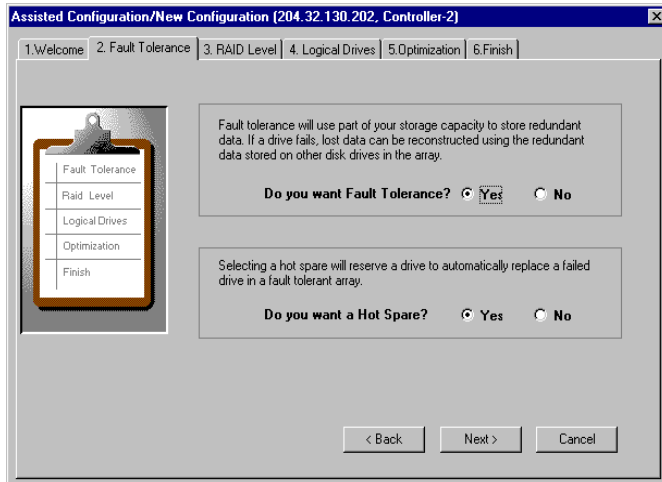 Assisted Configuration/New Configuration (204.32.130.202, Controller-2)
1.Welcome 2. Fault Tolerance 3. RAID Level 4. Logical Drives 5.Optimization 6.Finish
Fault Tolerance
Raid Level
Logical Drives
Optimization
Finish
Fault tolerance will use part of your storage capacity to store redundant
data. If a drive fails, lost data can be reconstructed using the redundant
data stored on other disk drives in the array.
Do you want Fault Tolerance? Yes No
Selecting a hot spare will reserve a drive to automatically replace a failed
drive in a fault tolerant array.
Do you want a Hot Spare? Yes No
< Back Next > Cancel